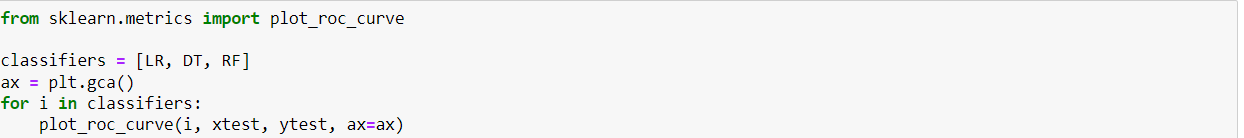 from sklearn.metrics import plot_roc_curve
classifiers = [LR, DT, RF]
ax = plt.gca()
for i in classifiers:
    plot_roc_curve(i, xtest, ytest, ax=ax)